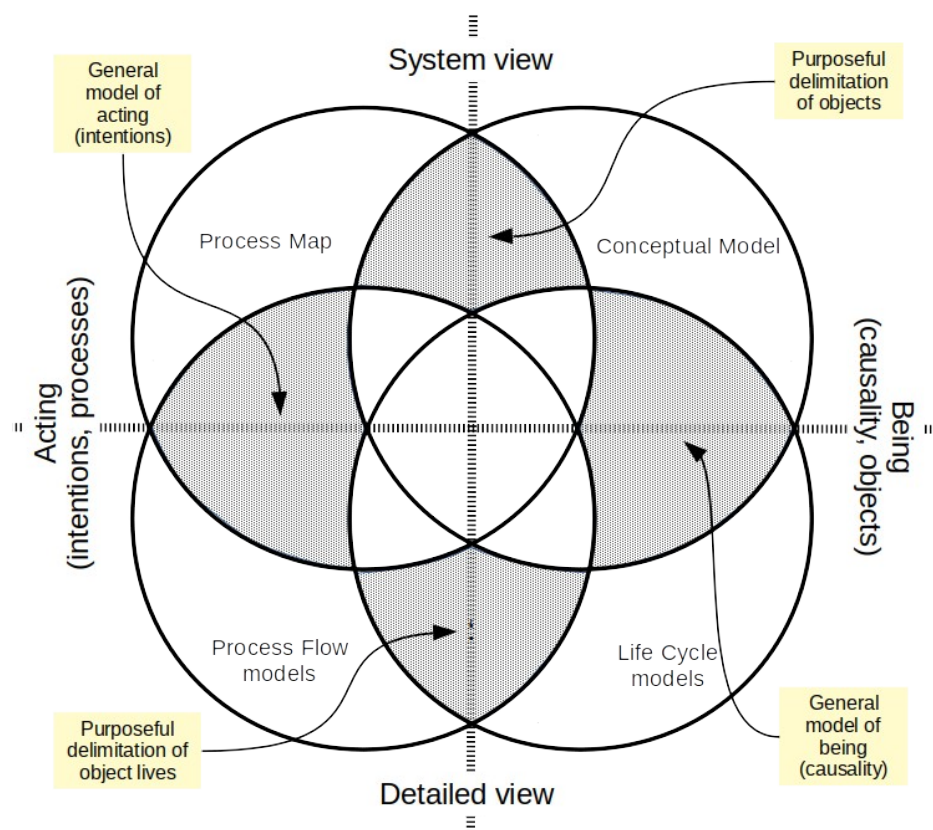 System view
General
model of
acting
(intentions)
Purposeful
delimitation
of objects
Process Map
Conceptual Model
Acting
(intentions, processes)
Being
(causality, objects)
Process Flow
models
Life Cycle
models
Purposeful
delimitation of
object lives
General
model of
being
(causality)
Detailed view